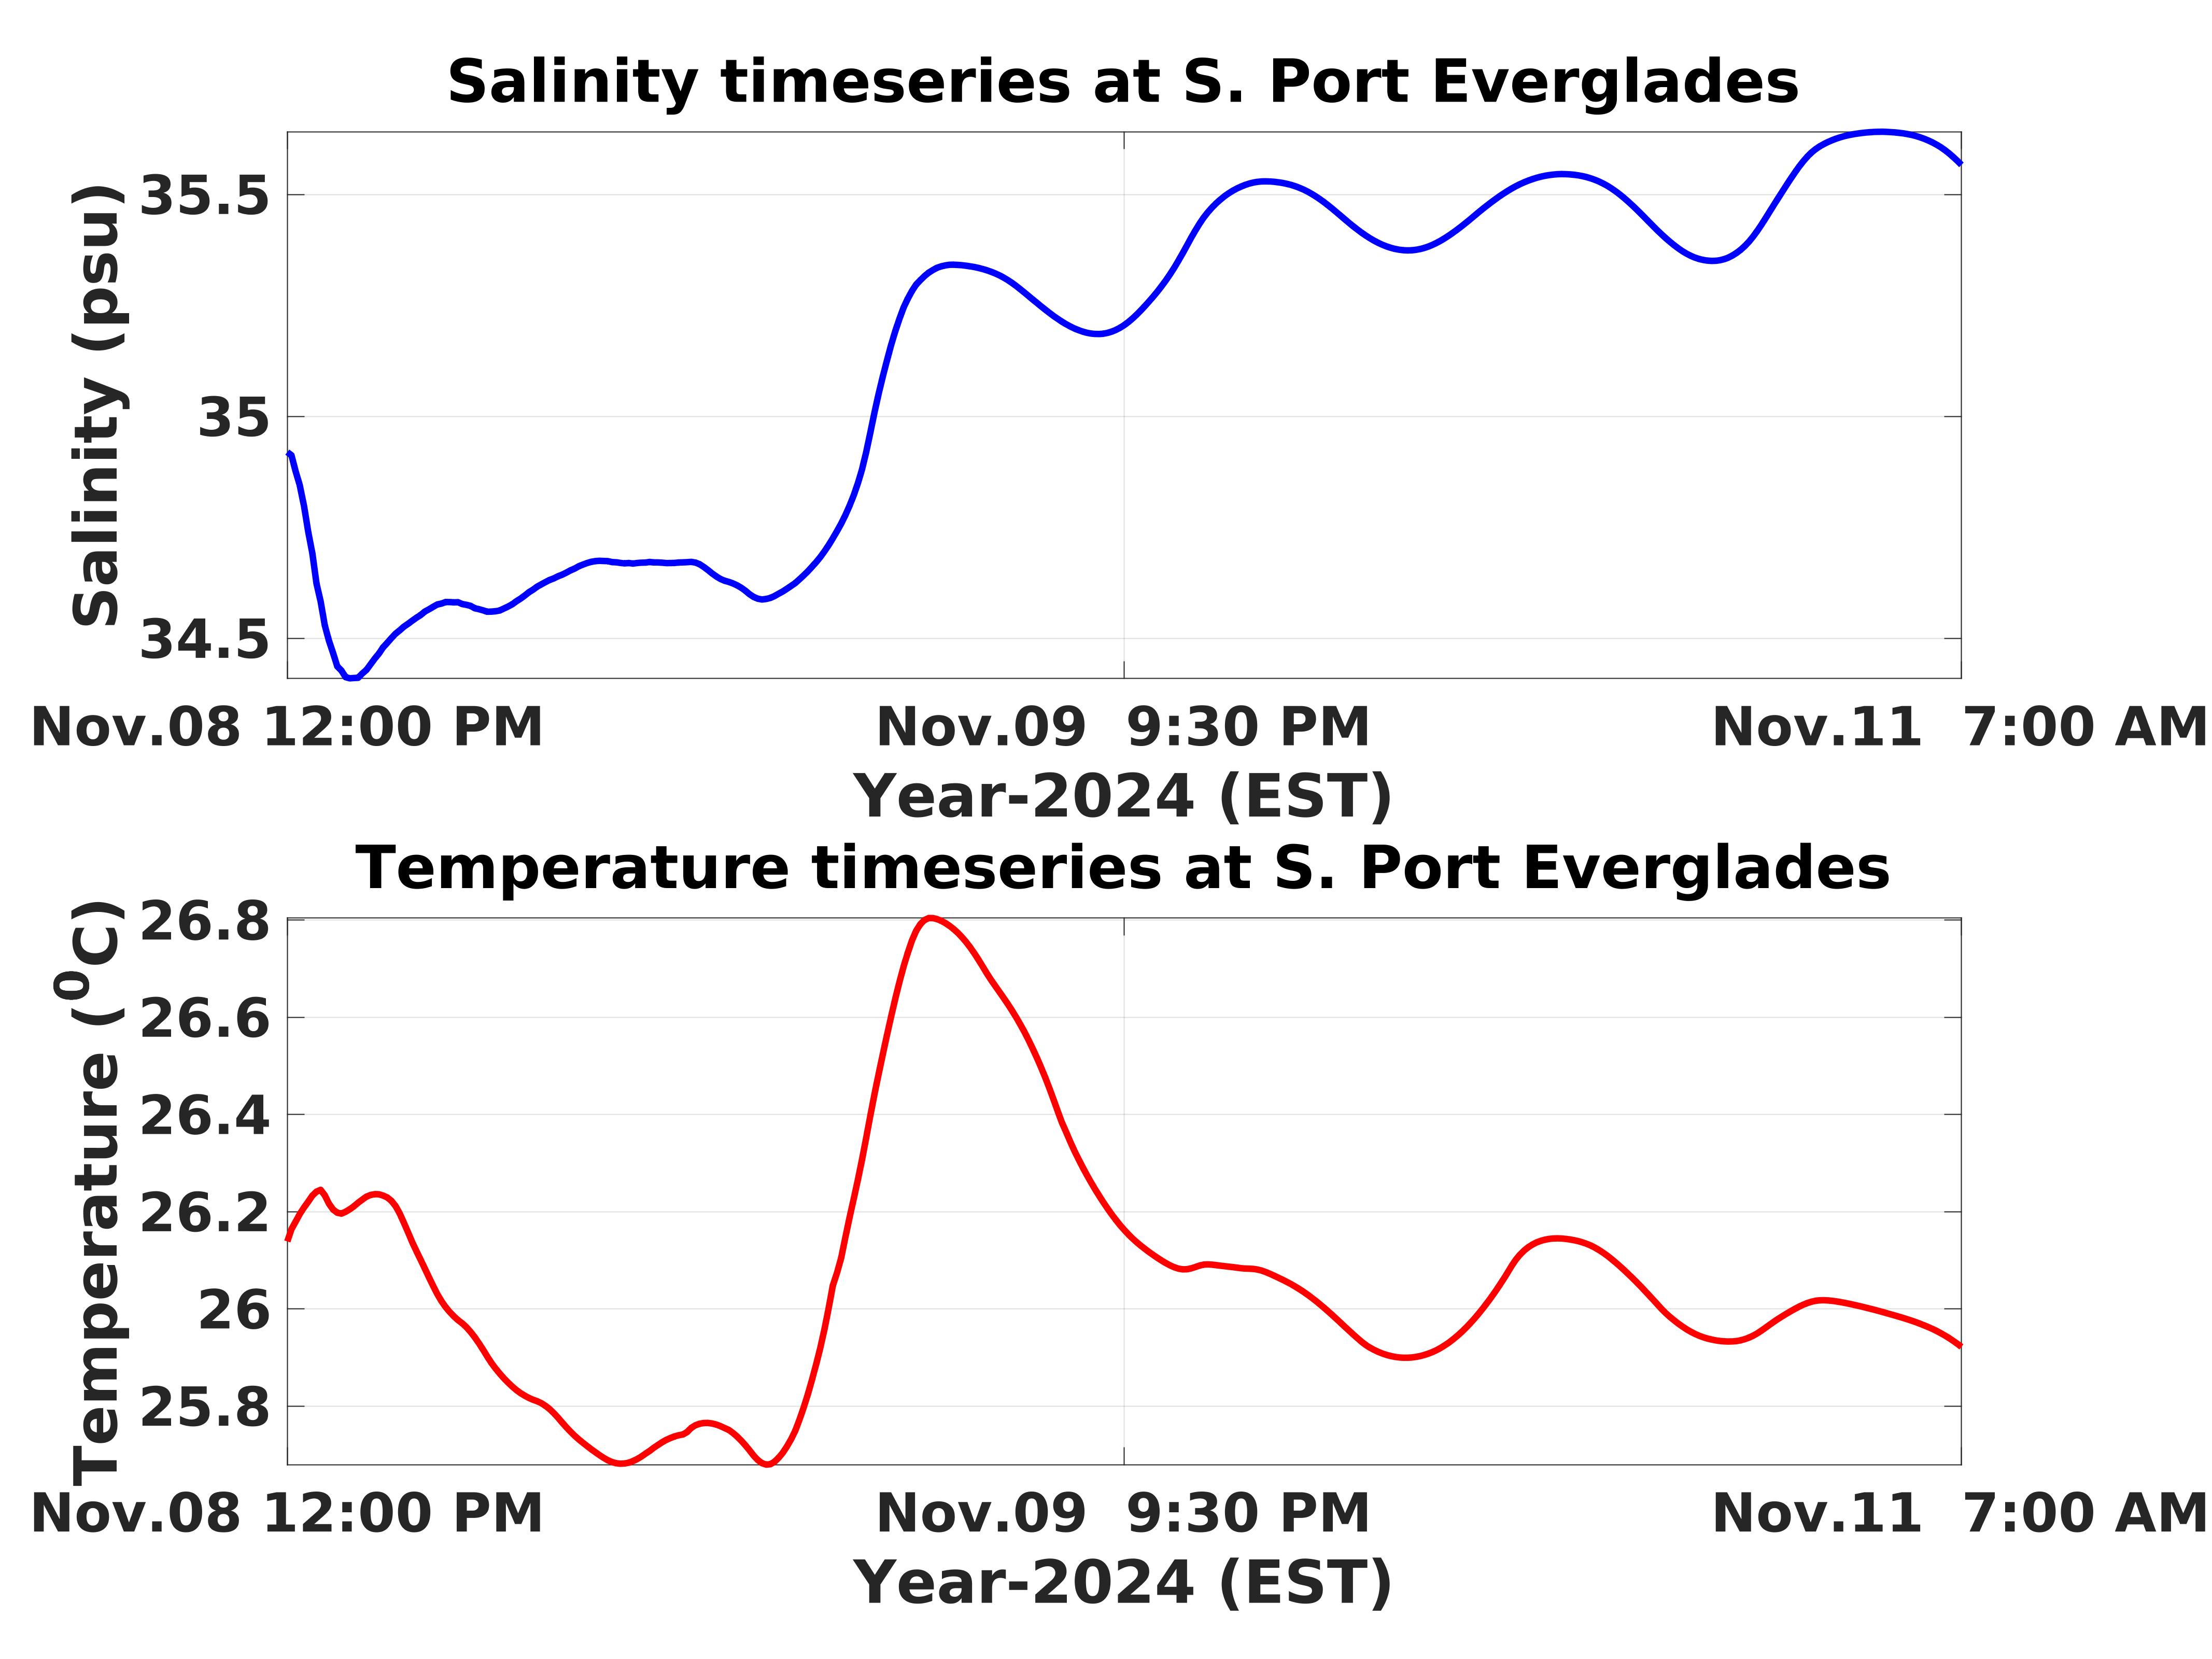 Salinity timeseries at S. Port Everglades
Salinity (psu)
35.5
35
34.5
Nov.08 12:00 PM Nov.09 9:30 PM Nov.11 7:00 AM
Year-2024 (EST)
Temperature timeseries at S. Port Everglades
Temperature (⁰C)
26.8
26.6
26.4
26.2
26
25.8
Nov.08 12:00 PM Nov.09 9:30 PM Nov.11 7:00 AM
Year-2024 (EST)